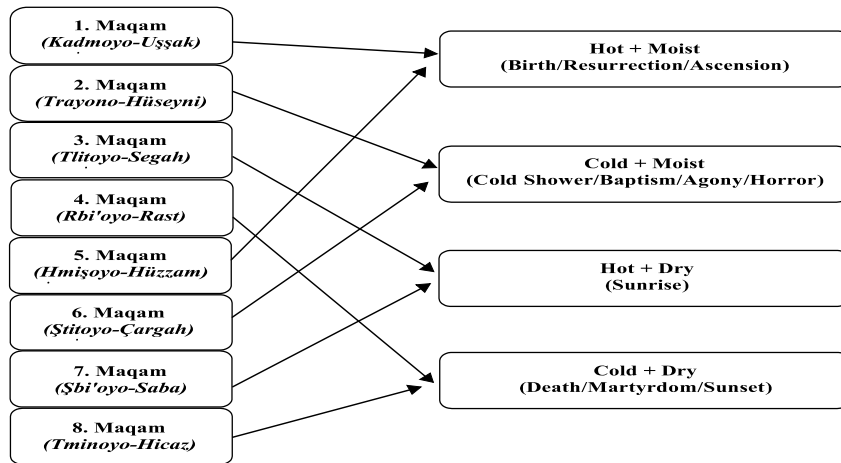 1. Maqam
(Kadmoyo-Uşşak)
2. Maqam
(Trayono-Hüseyni)
3. Maqam
(Tlitoyo-Segah)
4. Maqam
(Rbi'oyo-Rast)
5. Maqam
(Hmişoyo-Hüzzam)
6. Maqam
(Ştitoyo-Çargah)
7. Maqam
(Şbi'oyo-Saba)
8. Maqam
(Tminoyo-Hicaz)
Hot + Moist
(Birth/Resurrection/Ascension)
Cold + Moist
(Cold Shower/Baptism/Agony/Horror)
Hot + Dry
(Sunrise)
Cold + Dry
(Death/Martyrdom/Sunset)